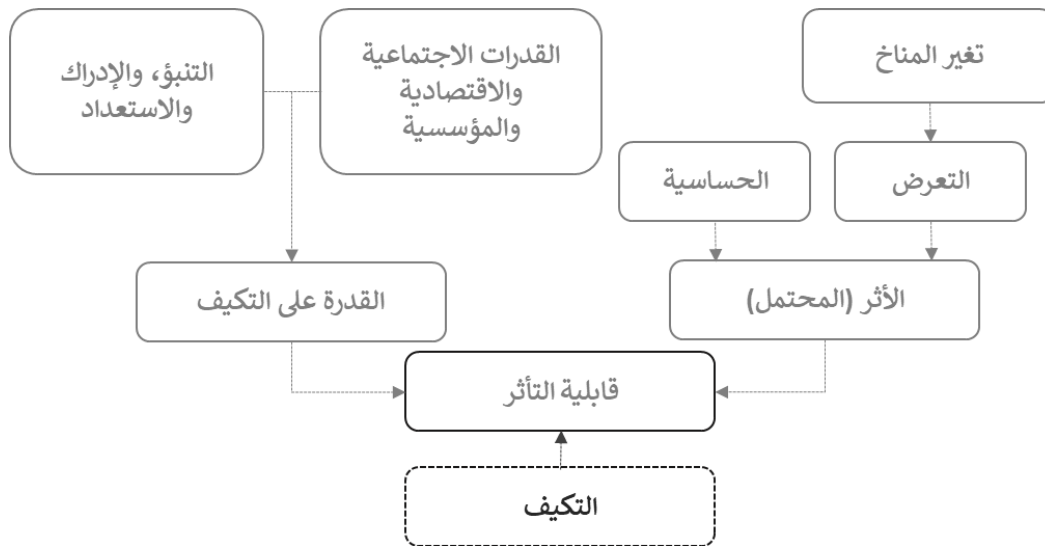 تغير المناخ
القدرات الاجتماعية
والاقتصادية
والمؤسسية
التنبؤ، والإدراك
والاستعداد
التعرض
الحساسية
الأثر (المحتمل)
القدرة على التكيف
قابلية التأثر
التكيف